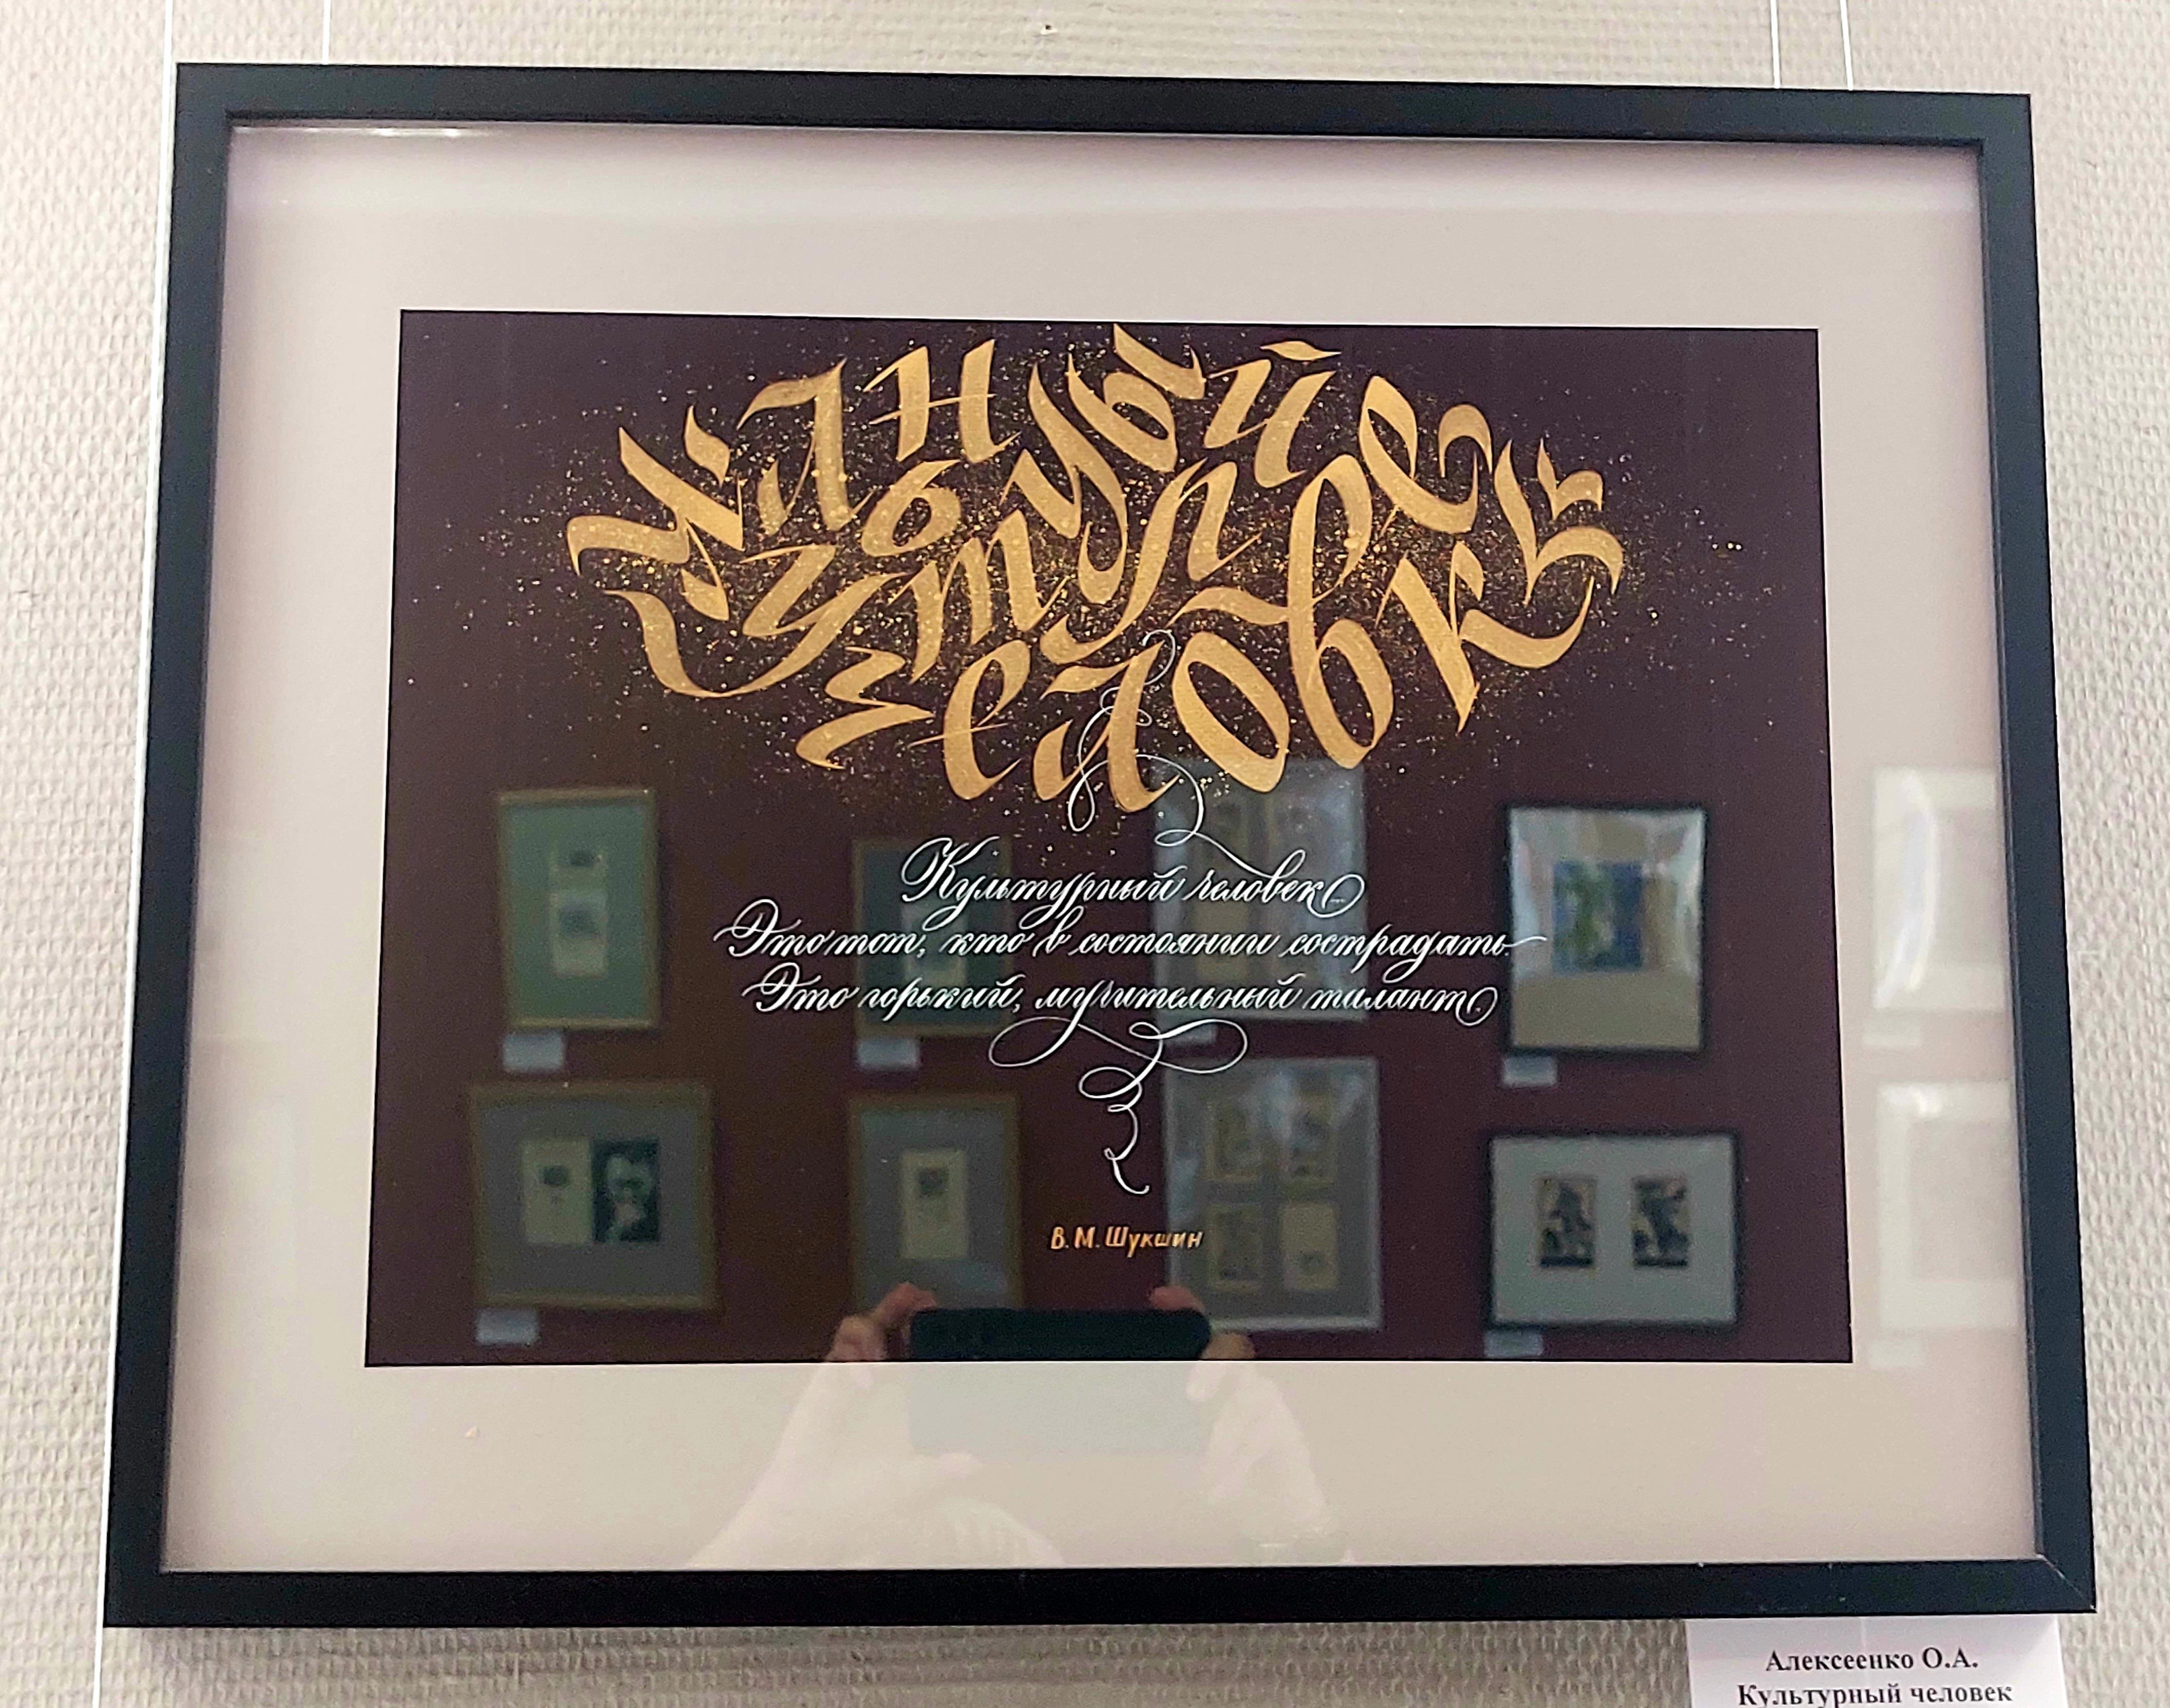 Культурный человек...
Это тот, кто в состоянии сострадать.
Это горький, мучительный талант.
В. М. Шукшин
Алексеенко О.А.
Культурный человек